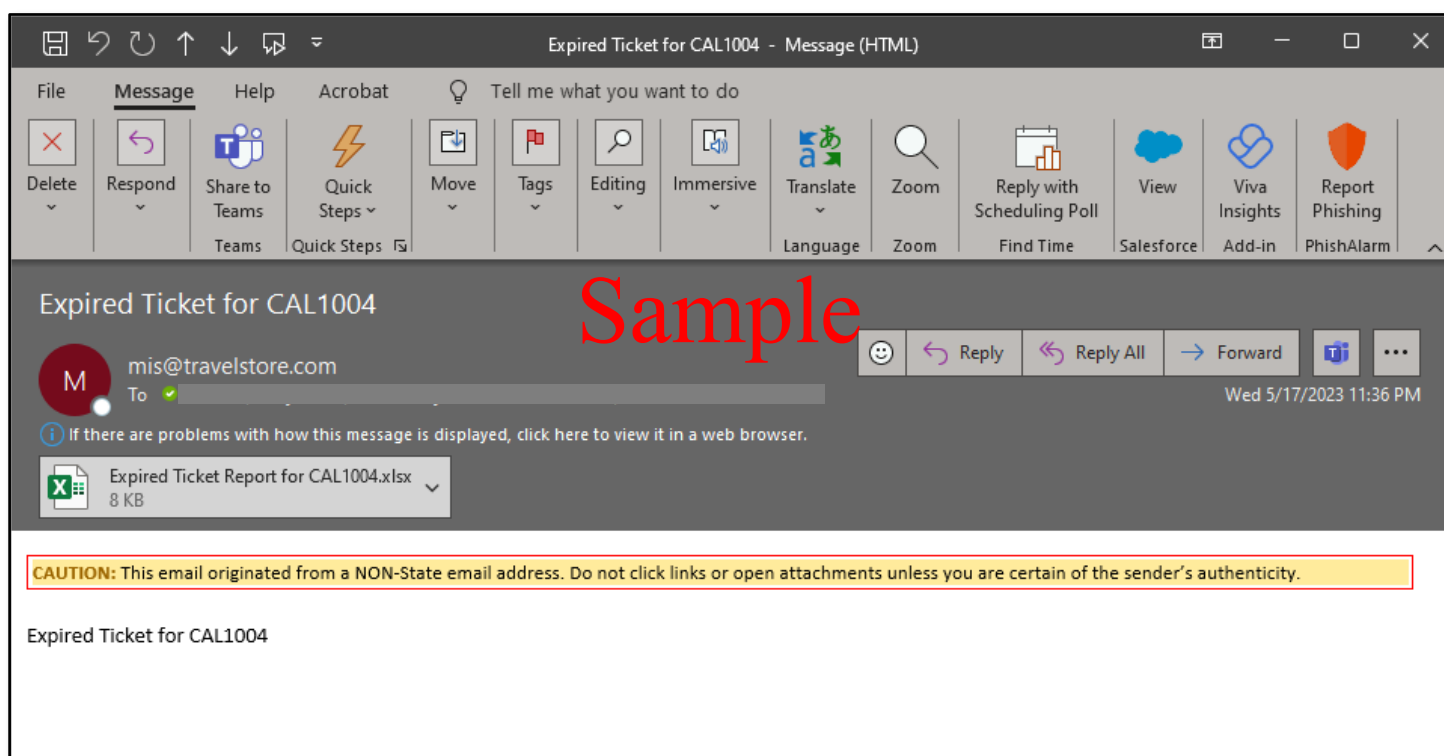 Expired Ticket for CAL1004 - Message (HTML)
File Message Help Acrobat Tell me what you want to do
Delete Respond Share to Teams Quick Steps Move Tags Editing Immersive Translate Zoom Reply with Scheduling Poll View Viva Insights Report Phishing
Teams Quick Steps Language Zoom Find Time Salesforce Add-in PhishAlarm
Sample
Expired Ticket for CAL1004
M
mis@travelstore.com
Reply Reply All Forward
To
Wed 5/17/2023 11:36 PM
If there are problems with how this message is displayed, click here to view it in a web browser.
Expired Ticket Report for CAL1004.xlsx
8 KB
CAUTION: This email originated from a NON-State email address. Do not click links or open attachments unless you are certain of the sender's authenticity.
Expired Ticket for CAL1004